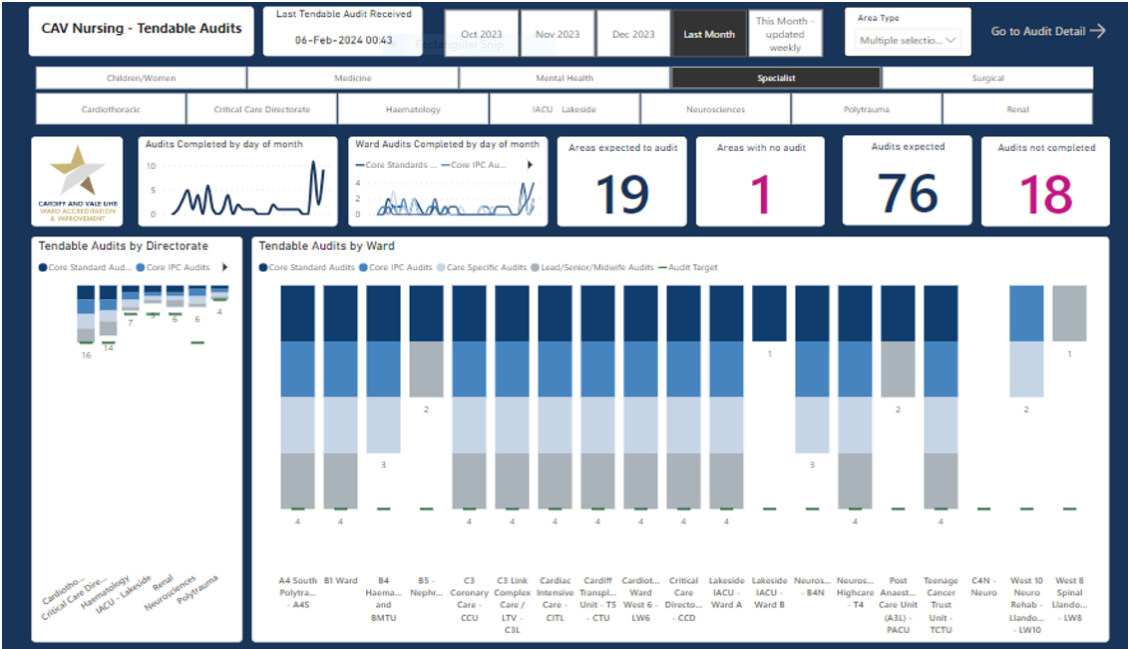 CAV Nursing - Tendable Audits
Last Tendable Audit Received
06-Feb-2024 00:43
Rectangular Snip
Oct 2023
Nov 2023
Dec 2023
Last Month
This Month -
updated
weekly
Area Type
Multiple selectio...
Go to Audit Detail
Children/Women
Medicine
Mental Health
Specialist
Surgical
Cardiothoracic
Critical Care Directorate
Haematology
IACU - Lakeside
Neurosciences
Polytrauma
Renal
CARDIFF AND VALE UHB
WARD ACCREDITATION
& IMPROVEMENT
Audits Completed by day of month
10
5
0
Ward Audits Completed by day of month
Core Standards ...
Core IPC Au...
4
2
0
Areas expected to audit
19
Areas with no audit
1
Audits expected
76
Audits not completed
18
Tendable Audits by Directorate
Core Standard Aud...
Core IPC Audits
16
14
7
5
6
6
4
Cardiotho...
Critical Care Dire...
Haematology
IACU - Lakeside
Renal
Neurosciences
Polytrauma
Tendable Audits by Ward
Core Standard Audits
Core IPC Audits
Care Specific Audits
Lead/Senior/Midwife Audits
Audit Target
4
4
3
2
4
4
4
4
4
4
4
1
3
4
2
4
2
1
A4 South
Polytra...
- A4S
B1 Ward
B4
Haema...
and
BMTU
B5 -
Nephr...
C3
Coronary
Care -
CCU
C3 Link
Complex
Care /
LTV -
C3L
Cardiac
Intensive
Care -
CITL
Cardiff
Transpl...
Unit - T5
- CTU
Cardiot...
Ward
West 6 -
LW6
Critical
Care
Directo...
- CCD
Lakeside
IACU -
Ward A
Lakeside
IACU -
Ward B
Neuros...
- B4N
Neuros...
Highcare
- T4
Post
Anaest...
Care Unit
(A3L) -
PACU
Teenage
Cancer
Trust
Unit -
TCTU
C4N -
Neuro
West 10
Neuro
Rehab -
Llando...
- LW10
West 8
Spinal
Llando...
- LW8